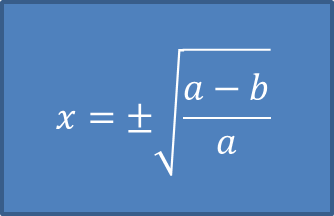 x = ± √((a − b)/a)